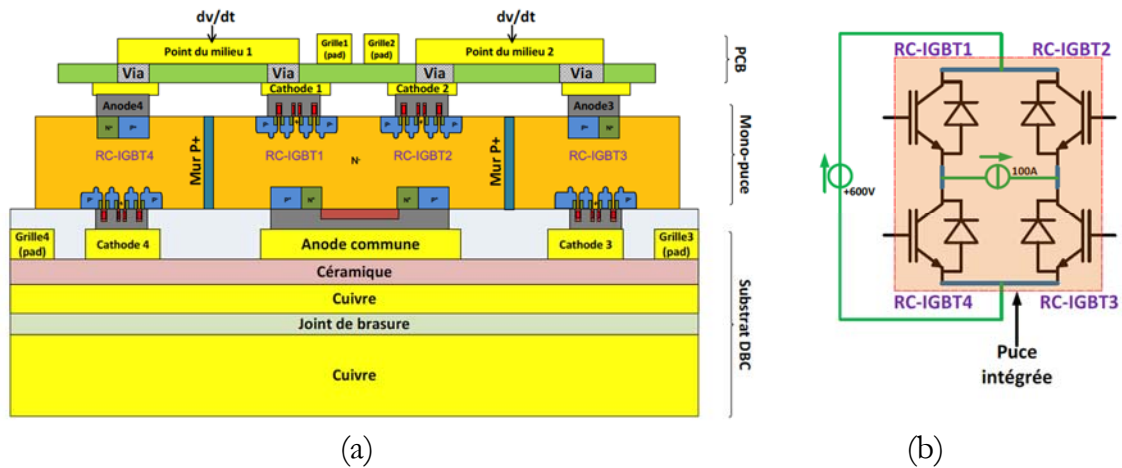 dv/dt
dv/dt
Point du milieu 1
Grille1
(pad)
Grille2
(pad)
Point du milieu 2
PCB
Via
Via
Via
Via
Cathode 1
Cathode 2
Anode4
Anode3
N+
P+
P+
P+
P+
P+
N+
P+
RC-IGBT4
Mur P+
RC-IGBT1
N-
RC-IGBT2
Mur P+
RC-IGBT3
Mono-puce
P+
P+
P+
N+
N+
P+
P+
P+
Grille4
(pad)
Cathode 4
Anode commune
Cathode 3
Grille3
(pad)
Céramique
Cuivre
Joint de brasure
Cuivre
Substrat DBC
(a)
RC-IGBT1
RC-IGBT2
+600V
100A
RC-IGBT4
RC-IGBT3
Puce
intégrée
(b)